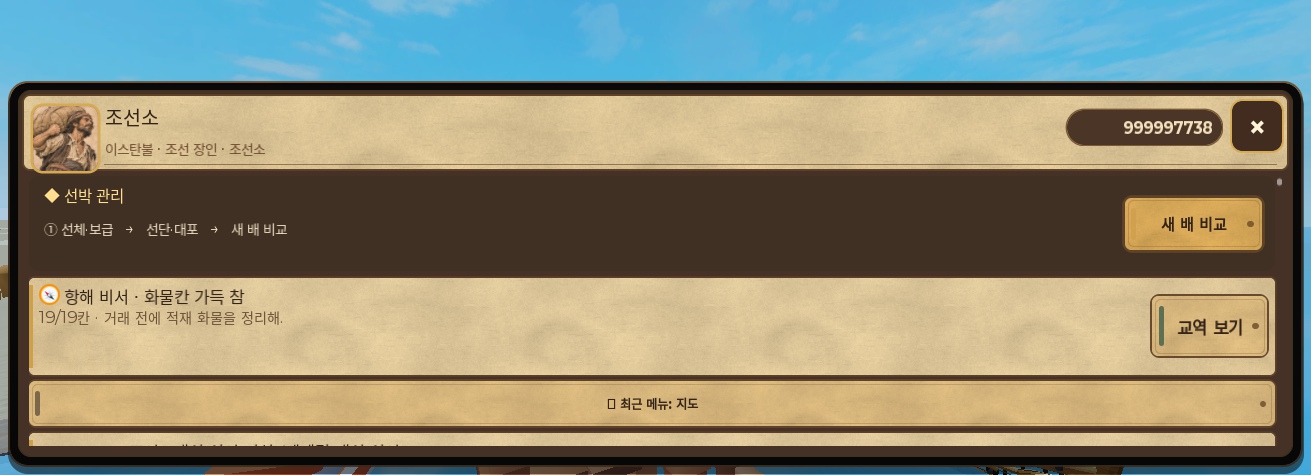 조선소
이스탄불 · 조선 장인 · 조선소
999997738
선박 관리
① 선체·보급 → 선단·대포 → 새 배 비교
새 배 비교
항해 비서 · 화물칸 가득 참
19/19칸 · 거래 전에 적재 화물을 정리해.
교역 보기
최근 메뉴: 지도